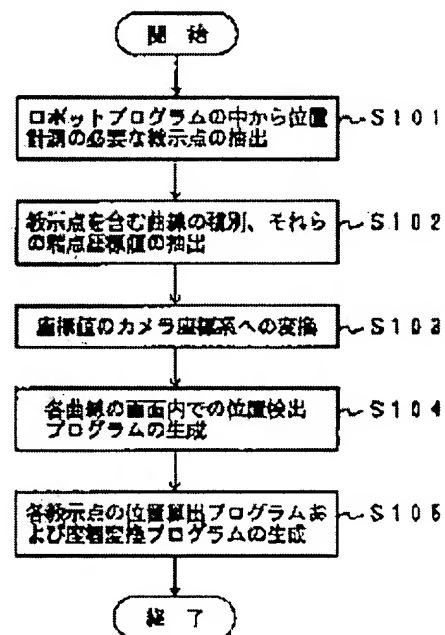 開 始
ロボットプログラムの中から位置
計測の必要な教示点の抽出
S101
教示点を含む曲線の種別、それら
の端点座標値の抽出
S102
座標値のカメラ座標系への変換
S103
各曲線の画面内での位置検出
プログラムの生成
S104
各教示点の位置算出プログラムお
よび座標変換プログラムの生成
S105
終 了